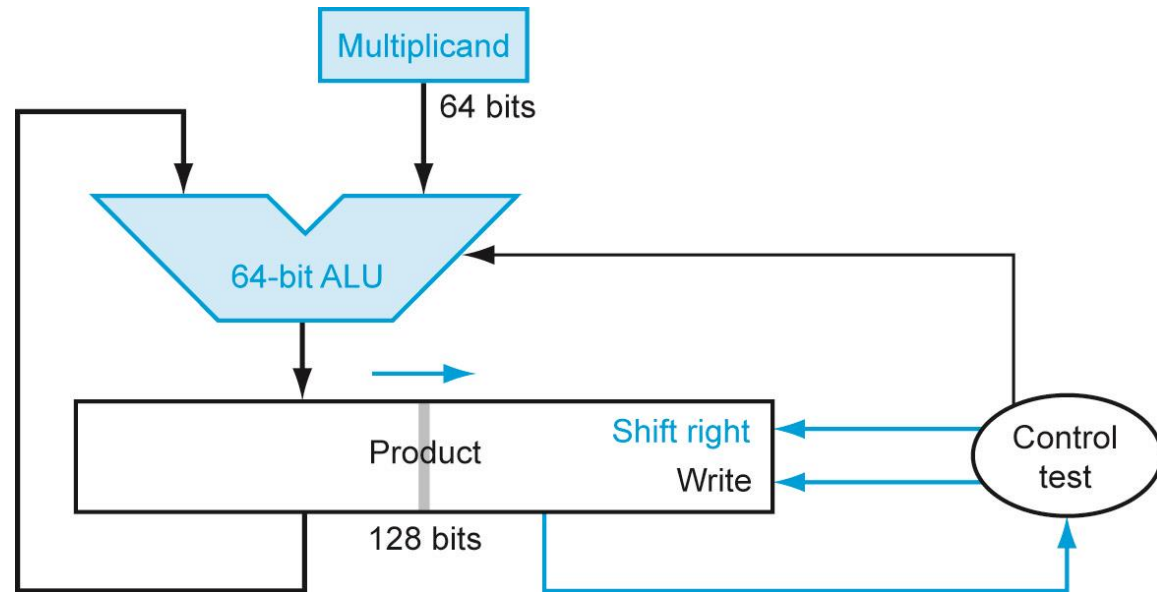 Multiplicand
64 bits
64-bit ALU
Product
Shift right
Write
128 bits
Control
test